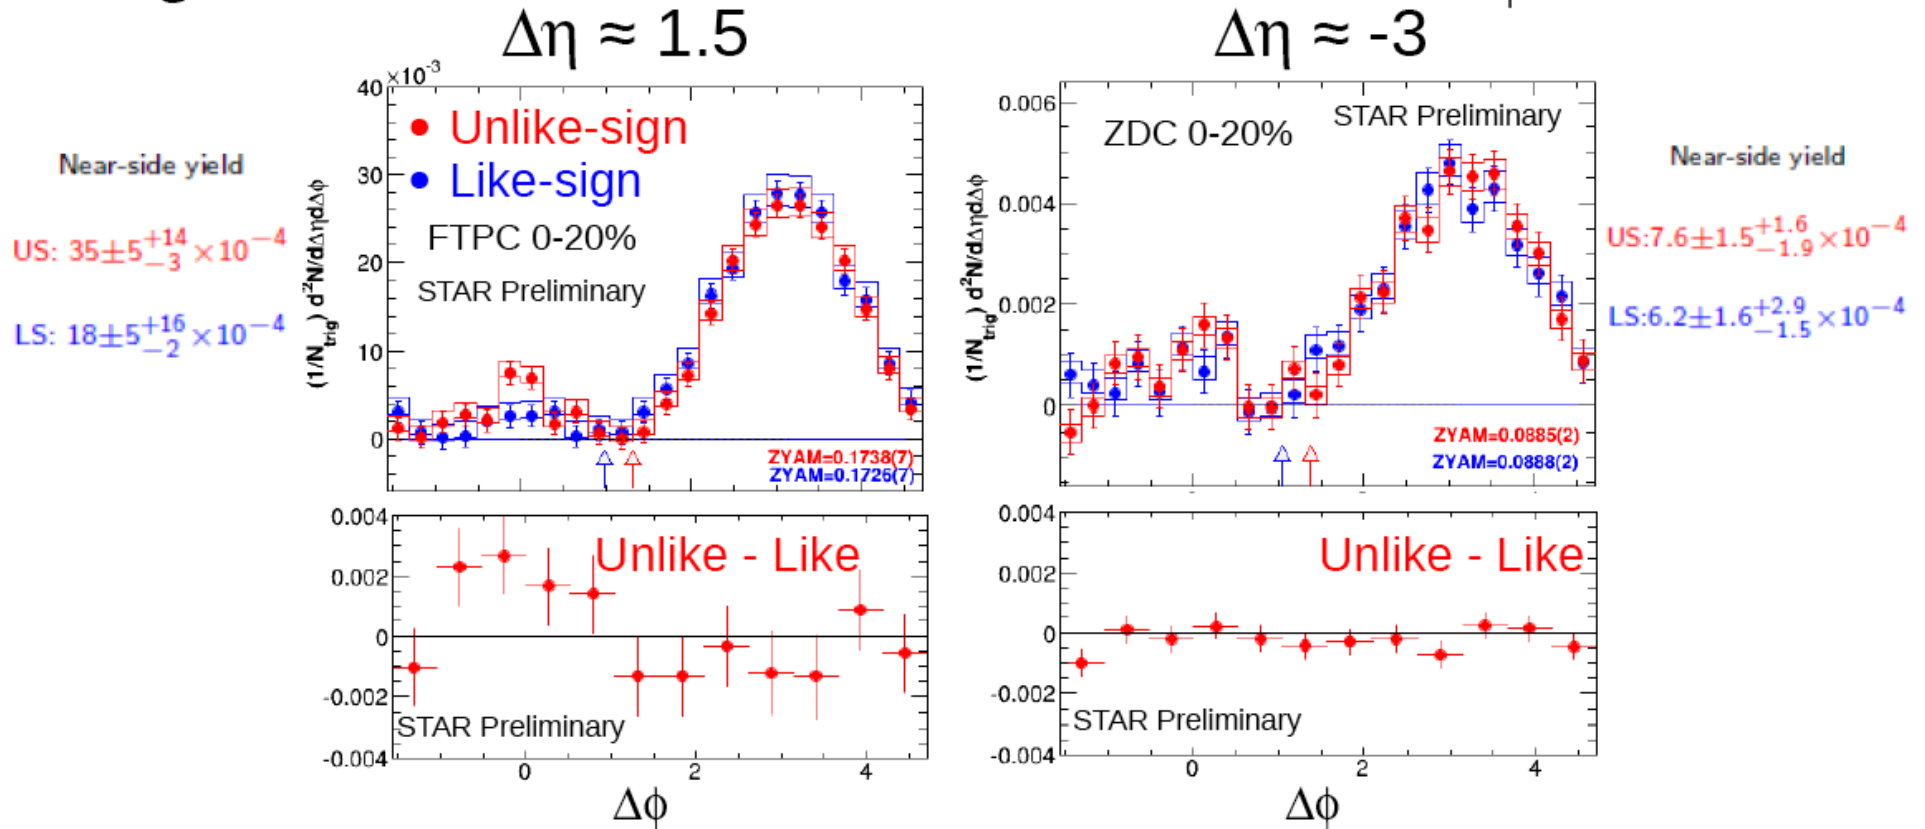 Δη ≈ 1.5
Δη ≈ -3
Near-side yield
US: 35±5 +14 −3 ×10−4
LS: 18±5 +16 −2 ×10−4
×10-3
40
30
20
10
0
(1/Ntrig) d2N/dΔηdΔϕ
Unlike-sign
Like-sign
FTPC 0-20%
STAR Preliminary
ZYAM=0.1738(7)
ZYAM=0.1726(7)
0.004
0.002
0
-0.002
-0.004
Unlike - Like
STAR Preliminary
0 2 4
Δϕ
0.006
0.004
0.002
0
(1/Ntrig) d2N/dΔηdΔϕ
ZDC 0-20%
STAR Preliminary
ZYAM=0.0885(2)
ZYAM=0.0888(2)
0.004
0.002
0
-0.002
-0.004
Unlike - Like
STAR Preliminary
0 2 4
Δϕ
Near-side yield
US:7.6±1.5 +1.6 −1.9 ×10−4
LS:6.2±1.6 +2.9 −1.5 ×10−4